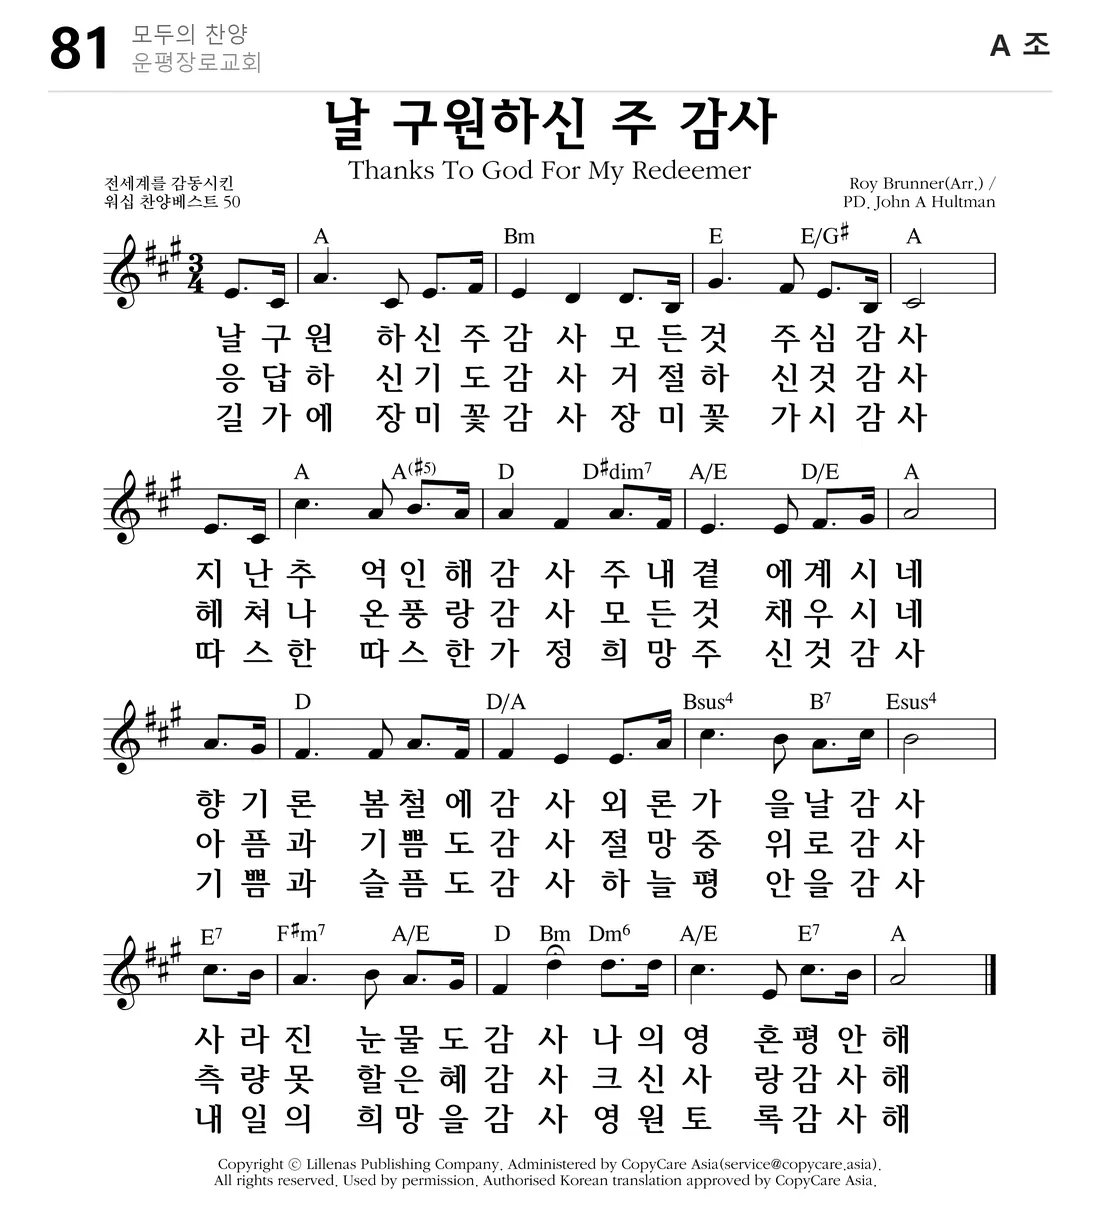 81
모두의 찬양
운평장로교회
A 조
날 구원하신 주 감사
Thanks To God For My Redeemer
전세계를 감동시킨
워십 찬양베스트 50
Roy Brunner(Arr.) /
PD. John A Hultman
A Bm E E/G♯ A
3
4
날 구 원 하 신 주 감 사 모 든 것 주 심 감 사
응 답 하 신 기 도 감 사 거 절 하 신 것 감 사
길 가 에 장 미 꽃 감 사 장 미 꽃 가 시 감 사
A A(♯5) D D♯dim7 A/E D/E A
지 난 추 억 인 해 감 사 주 내 곁 에 계 시 네
헤 쳐 나 온 풍 랑 감 사 모 든 것 채 우 시 네
따 스 한 따 스 한 가 정 희 망 주 신 것 감 사
D D/A Bsus4 B7 Esus4
향 기 론 봄 철 에 감 사 외 론 가 을 날 감 사
아 픔 과 기 쁨 도 감 사 절 망 중 위 로 감 사
기 쁨 과 슬 픔 도 감 사 하 늘 평 안 을 감 사
E7 F♯m7 A/E D Bm Dm6 A/E E7 A
사 라 진 눈 물 도 감 사 나 의 영 혼 평 안 해
측 량 못 할 은 혜 감 사 크 신 사 랑 감 사 해
내 일 의 희 망 을 감 사 영 원 토 록 감 사 해
Copyright ⓒ Lillenas Publishing Company. Administered by CopyCare Asia(service@copycare.asia).
All rights reserved. Used by permission. Authorised Korean translation approved by CopyCare Asia.